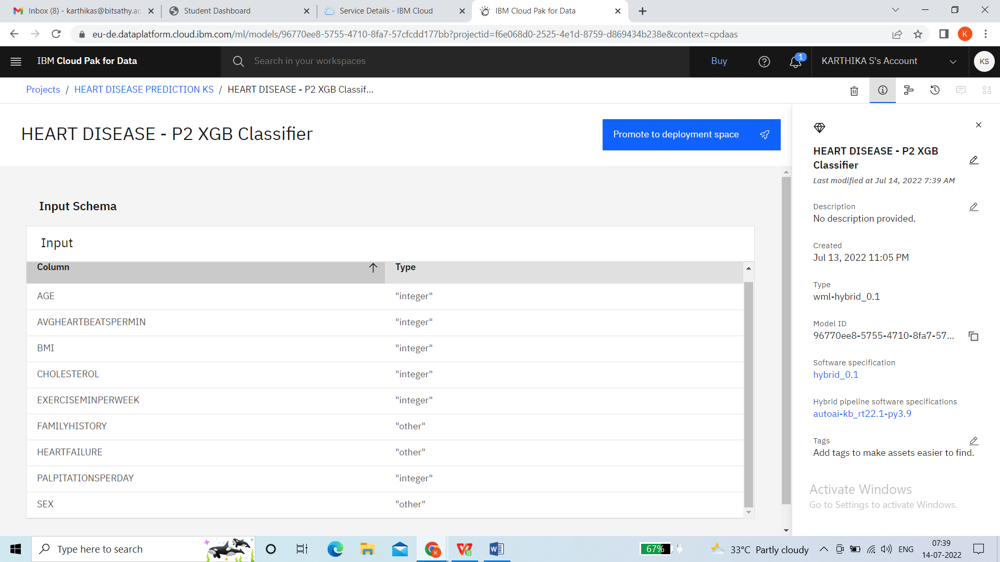 Inbox (8) - karthikas@bitsathy.ac.
Student Dashboard
Service Details - IBM Cloud
IBM Cloud Pak for Data
eu-de.dataplatform.cloud.ibm.com/ml/models/96770ee8-5755-4710-8fa7-57cfcdd177bb?projectid=f6e068d0-2525-4e1d-8759-d869434b238e&context=cpdaas
K
IBM Cloud Pak for Data
Search in your workspaces
Buy
1
KARTHIKA S's Account
KS
Projects / HEART DISEASE PREDICTION KS / HEART DISEASE - P2 XGB Classif...
HEART DISEASE - P2 XGB Classifier
Promote to deployment space
Input Schema
Input
Column Type
AGE "integer"
AVGHEARTBEATSPERMIN "integer"
BMI "integer"
CHOLESTEROL "integer"
EXERCISEMINPERWEEK "integer"
FAMILYHISTORY "other"
HEARTFAILURE "other"
PALPITATIONSPERDAY "integer"
SEX "other"
HEART DISEASE - P2 XGB
Classifier
Last modified at Jul 14, 2022 7:39 AM
Description
No description provided.
Created
Jul 13, 2022 11:05 PM
Type
wml-hybrid_0.1
Model ID
96770ee8-5755-4710-8fa7-57...
Software specification
hybrid_0.1
Hybrid pipeline software specifications
autoai-kb_rt22.1-py3.9
Tags
Add tags to make assets easier to find.
Activate Windows
Go to Settings to activate Windows.
Type here to search
67%
33°C Partly cloudy
ENG
07:39
14-07-2022